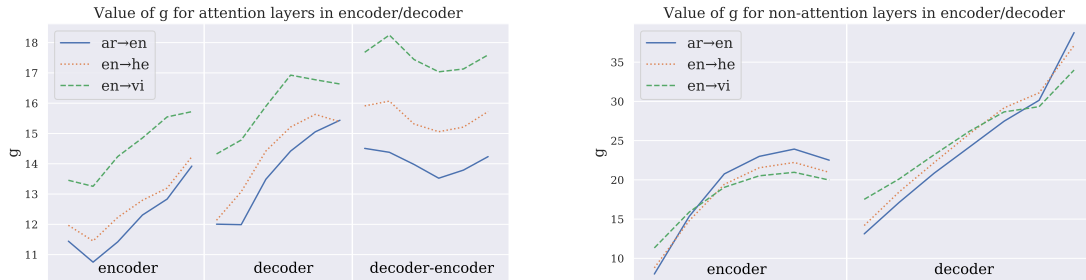 Value of g for attention layers in encoder/decoder
18
17
16
15
14
13
12
11
g
ar→en
en→he
en→vi
encoder
decoder
decoder-encoder
Value of g for non-attention layers in encoder/decoder
35
30
25
20
15
10
g
ar→en
en→he
en→vi
encoder
decoder